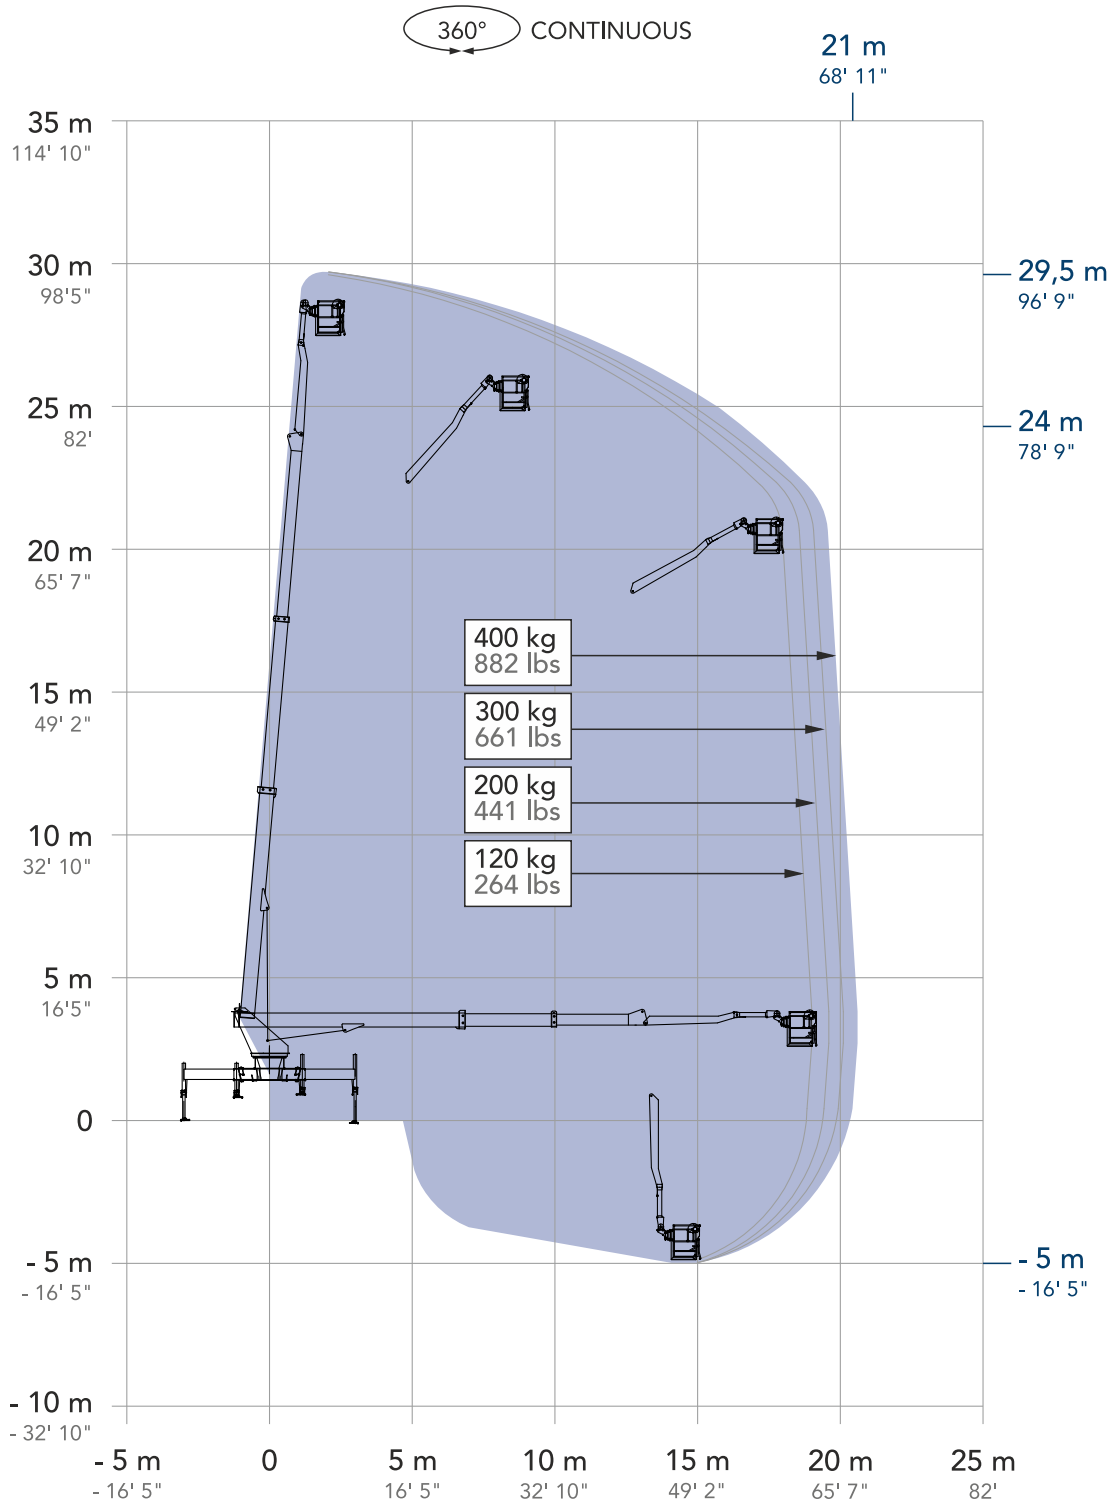 360° CONTINUOUS
21 m
68' 11"
35 m
114' 10"
30 m
98'5"
29,5 m
96' 9"
25 m
82'
24 m
78' 9"
20 m
65' 7"
400 kg
882 lbs
15 m
49' 2"
300 kg
661 lbs
200 kg
441 lbs
10 m
32' 10"
120 kg
264 lbs
5 m
16'5"
0
- 5 m
- 16' 5"
- 5 m
- 16' 5"
- 10 m
- 32' 10"
- 5 m 0 5 m 10 m 15 m 20 m 25 m
- 16' 5" 16' 5" 32' 10" 49' 2" 65' 7" 82'